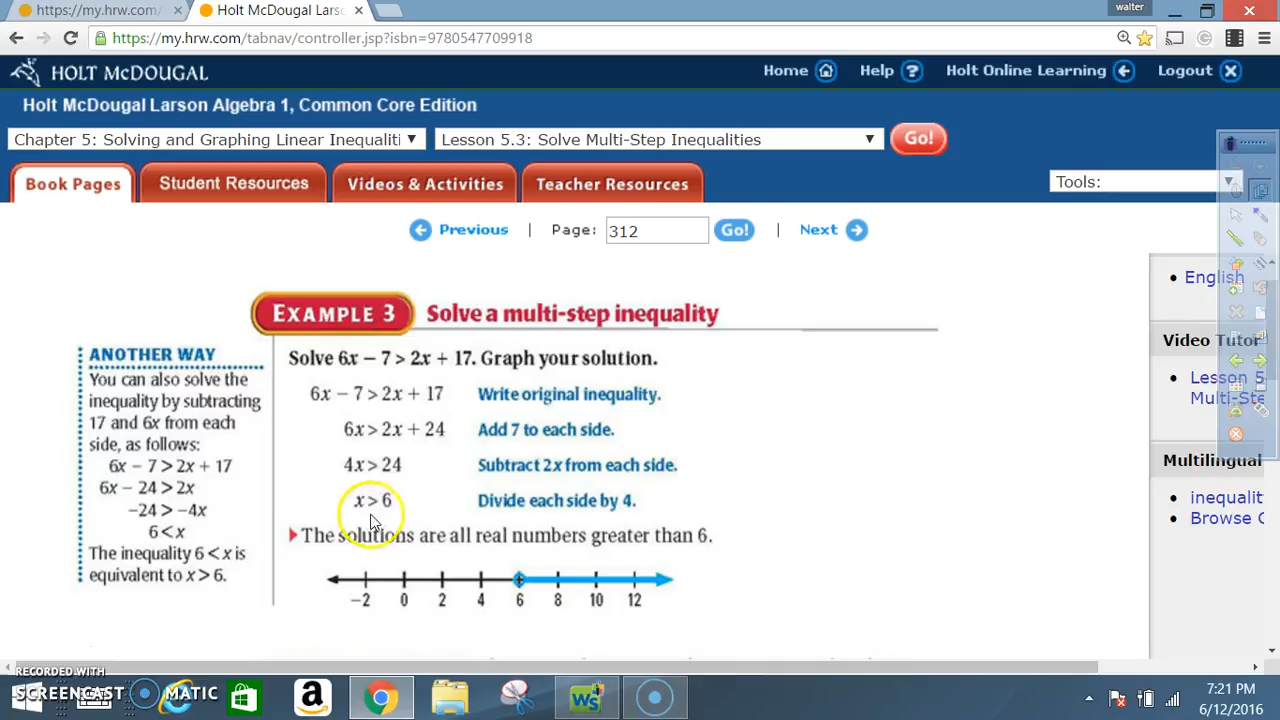 https://my.hrw.com/
Holt McDougal Lars
walter
https://my.hrw.com/tabnav/controller.jsp?isbn=9780547709918
HOLT MCDOUGAL
Home
Help
Holt Online Learning
Logout
Holt McDougal Larson Algebra 1, Common Core Edition
Chapter 5: Solving and Graphing Linear Inequaliti
Lesson 5.3: Solve Multi-Step Inequalities
Go!
Book Pages
Student Resources
Videos & Activities
Teacher Resources
Tools:
Previous | Page: 312 Go! | Next
English
Video Tutor
Lesson 5
Multi-Ste
Multilingual
inequality
Browse
EXAMPLE 3 Solve a multi-step inequality
ANOTHER WAY
You can also solve the
inequality by subtracting
17 and 6x from each
side, as follows:
6x − 7 > 2x + 17
6x − 24 > 2x
−24 > −4x
6 < x
The inequality 6 < x is
equivalent to x > 6.
Solve 6x − 7 > 2x + 17. Graph your solution.
6x − 7 > 2x + 17 Write original inequality.
6x > 2x + 24 Add 7 to each side.
4x > 24 Subtract 2x from each side.
x > 6 Divide each side by 4.
The solutions are all real numbers greater than 6.
−2 0 2 4 6 8 10 12
RECORDED WITH
SCREENCAST MATIC
7:21 PM
6/12/2016